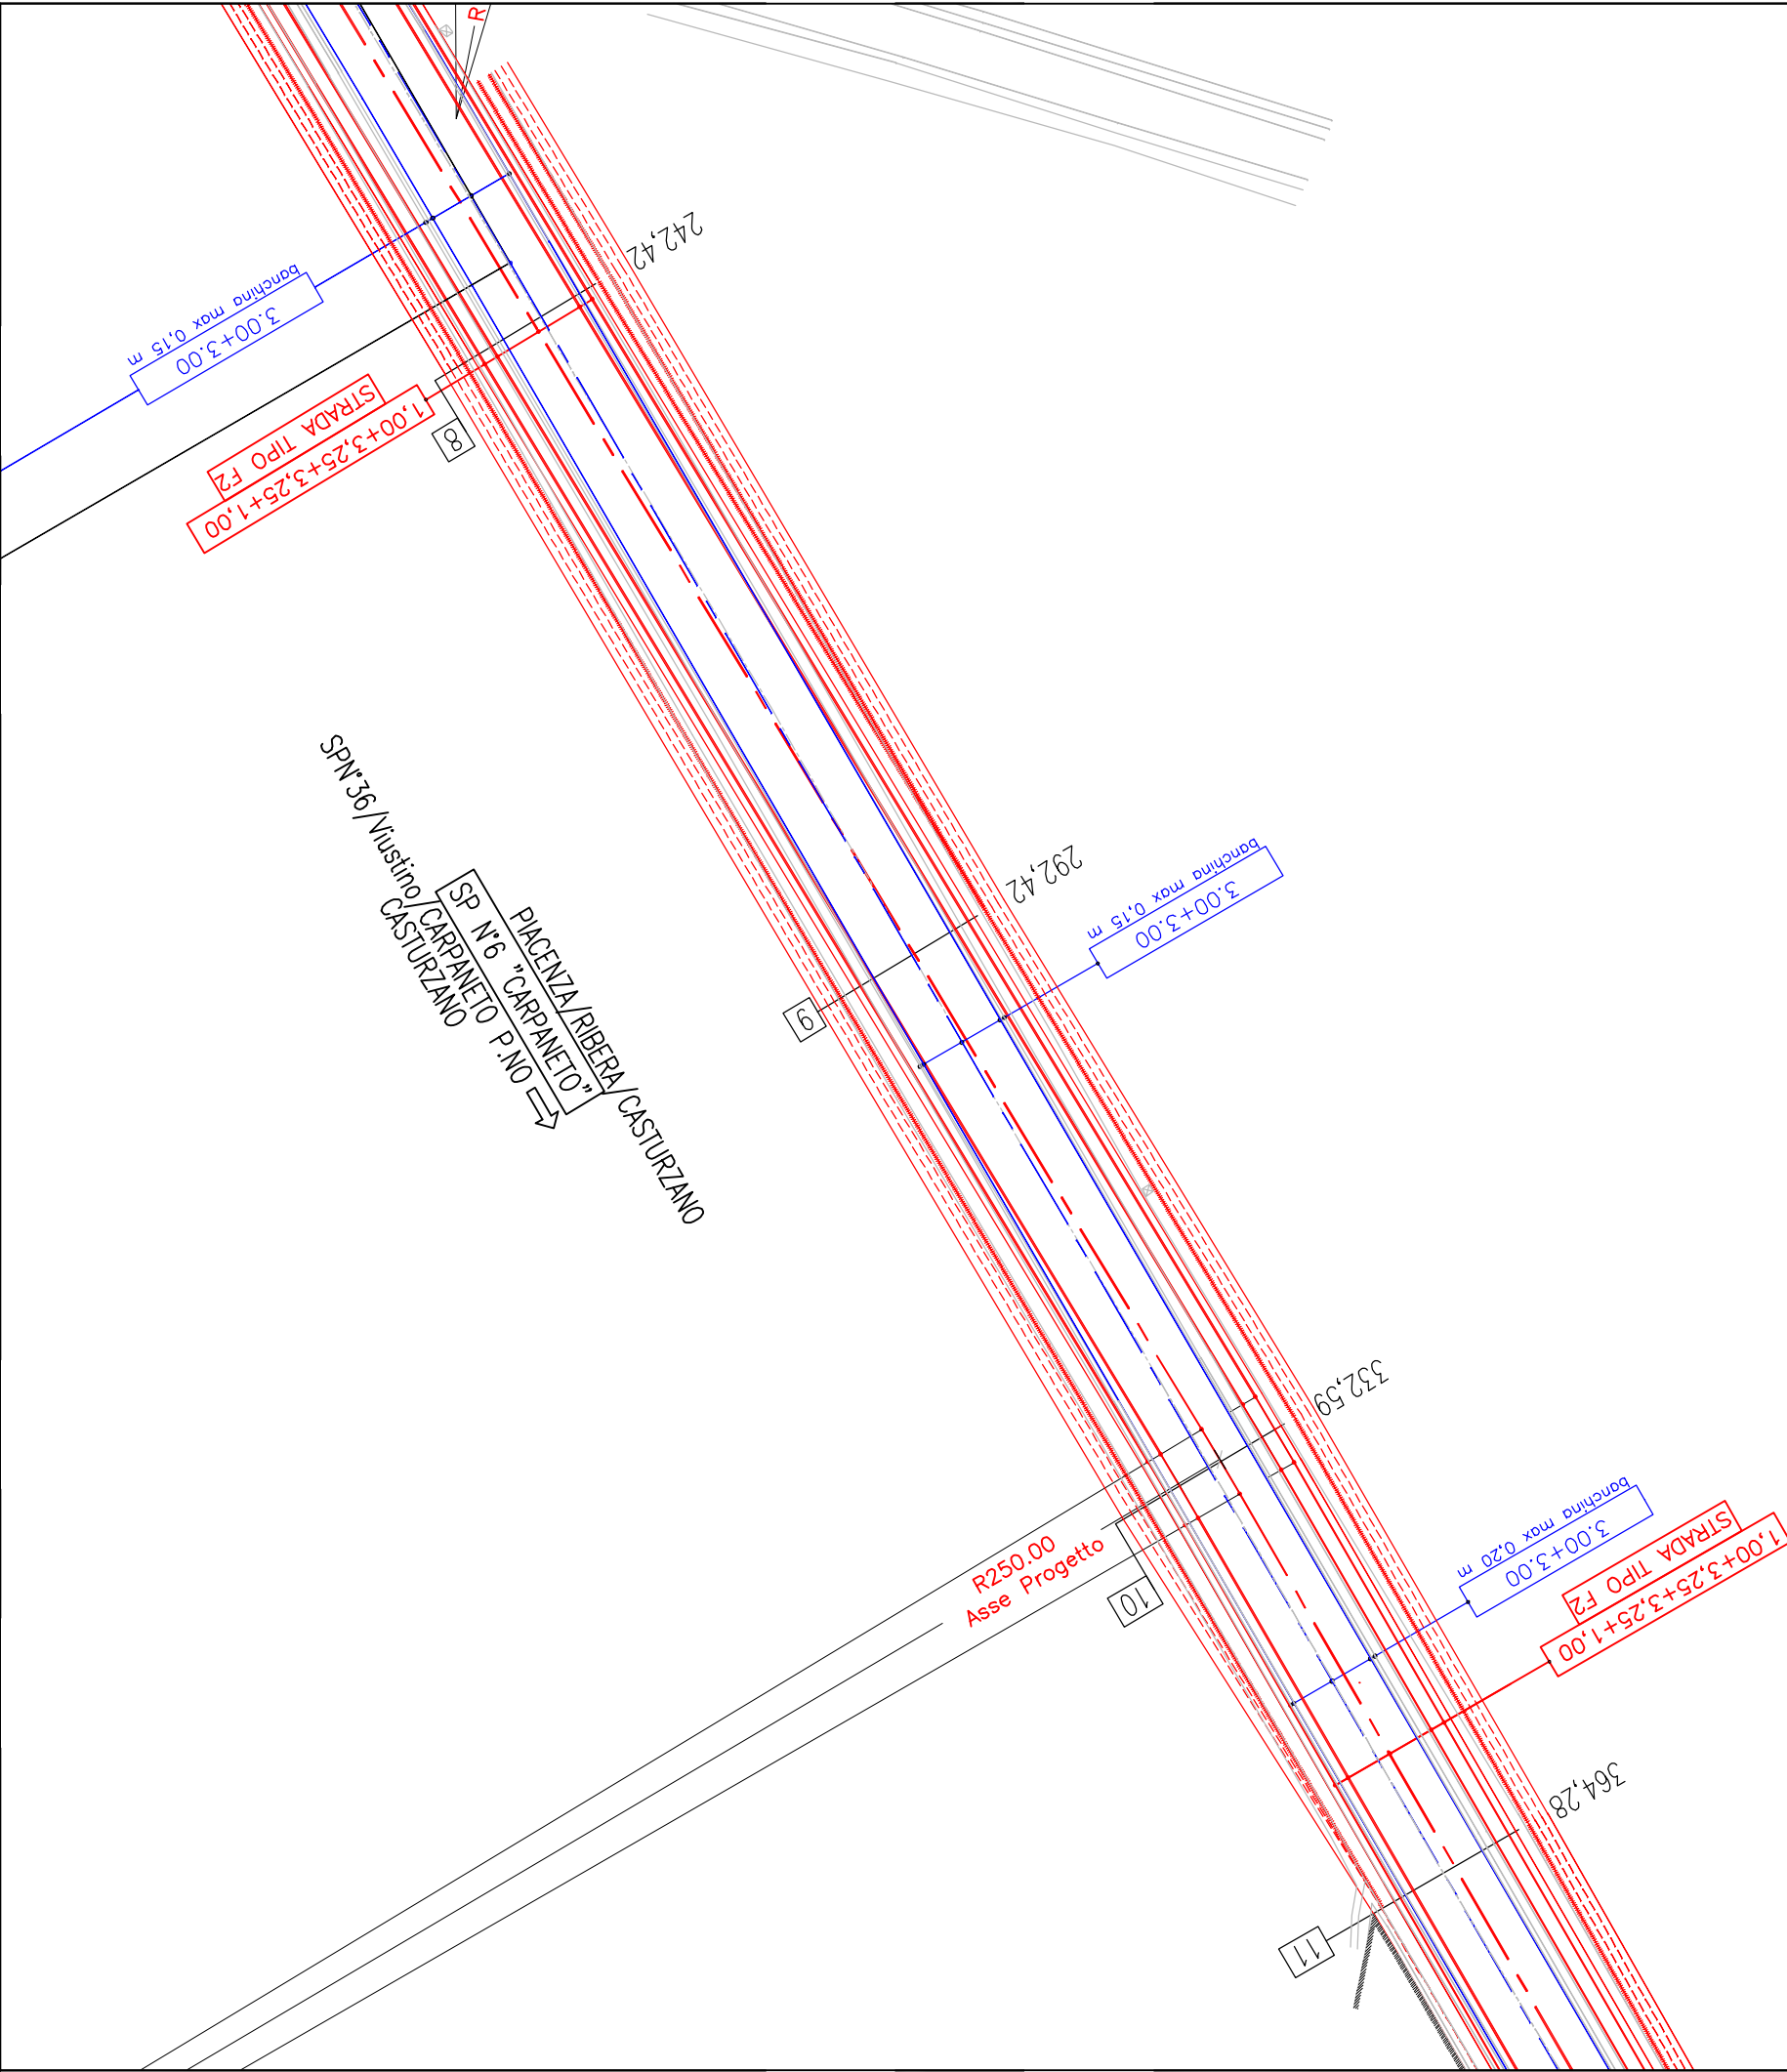 R
242,42
banchina max 0,15 m
3.00+3.00
STRADA TIPO F2
1,00+3,25+3,25+1,00
8
SPN°36/Viustino/CARPANETO P.NO
CASTURZANO
SP N°6 "CARPANETO"
PIACENZA/RIBERA/CASTURZANO
292,42
banchina max 0,15 m
3.00+3.00
9
332,59
R250.00
Asse Progetto
10
banchina max 0,20 m
3.00+3.00
STRADA TIPO F2
1,00+3,25+3,25+1,00
364,28
11